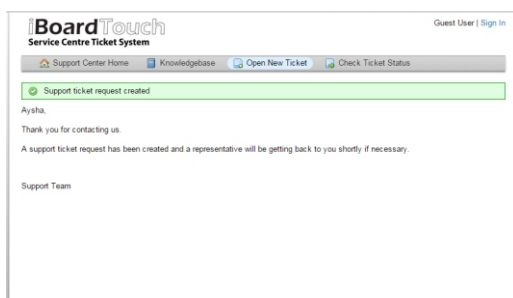 iBoardTouch
Guest User | Sign In
Service Centre Ticket System
Support Center Home Knowledgebase Open New Ticket Check Ticket Status
Support ticket request created
Aysha,
Thank you for contacting us.
A support ticket request has been created and a representative will be getting back to you shortly if necessary.
Support Team